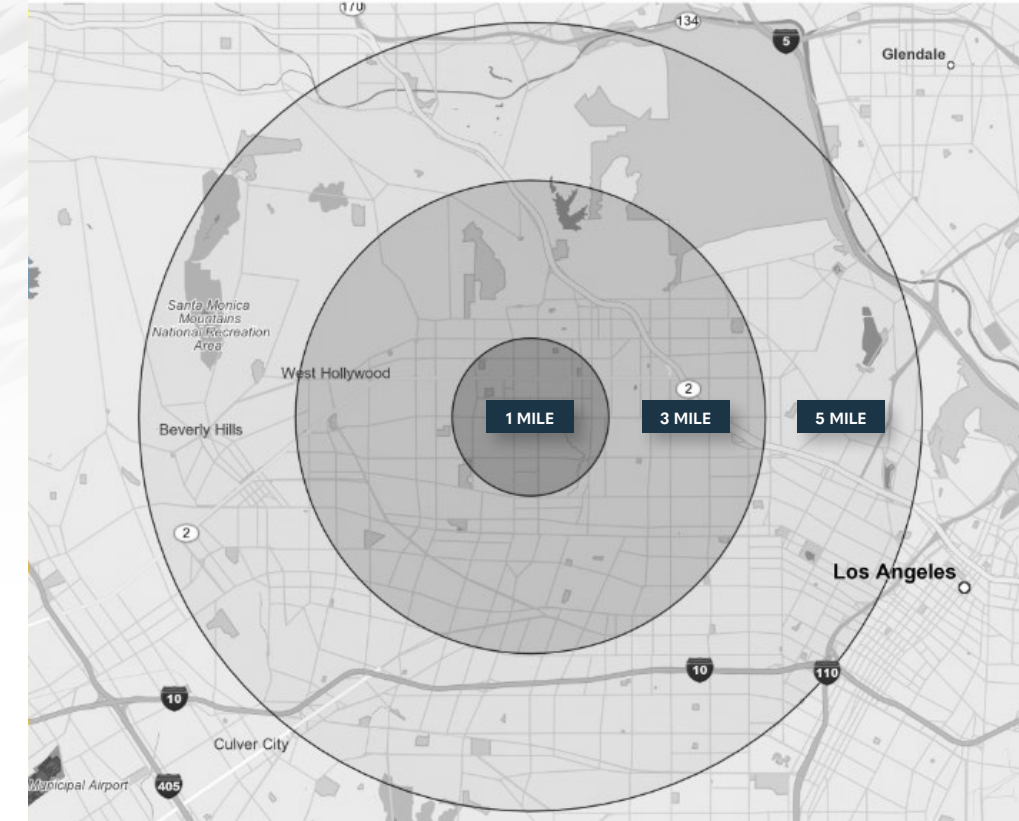 170
134
5
Glendale
Santa Monica
Mountains
National Recreation
Area
West Hollywood
2
1 MILE
3 MILE
5 MILE
Beverly Hills
2
Los Angeles
10
110
10
Culver City
Municipal Airport
405